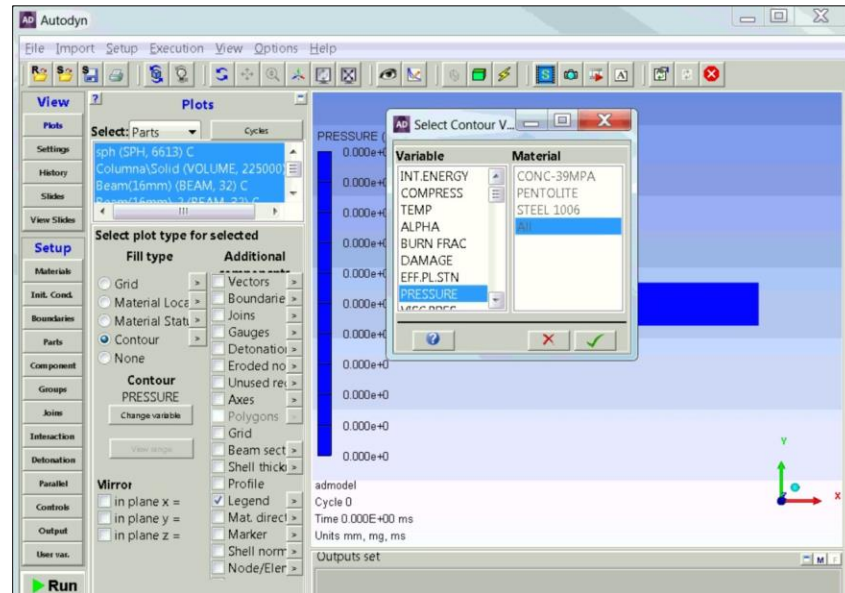 Autodyn
File Import Setup Execution View Options Help
View
Plots
Settings
History
Slides
View Slides
Setup
Materials
Init. Cond.
Boundaries
Parts
Component
Groups
Joins
Interaction
Detonation
Parallel
Controls
Output
User var.
Run
Plots
Select: Parts
Cycles
sph (SPH, 6613) C
Columna\Solid (VOLUME, 225000)
Beam(16mm) (BEAM, 32) C
Beam(16mm)_2 (BEAM, 32) C
Select plot type for selected
Fill type
Grid
Material Loca
Material Statu
Contour
None
Contour
PRESSURE
Change variable
View range
Mirror
in plane x =
in plane y =
in plane z =
Additional
components
Vectors
Boundarie
Joins
Gauges
Detonation
Eroded no
Unused re
Axes
Polygons
Grid
Beam sect
Shell thick
Profile
Legend
Mat. direct
Marker
Shell norm
Node/Eler
PRESSURE (
0.000e+0
0.000e+0
0.000e+0
0.000e+0
0.000e+0
0.000e+0
0.000e+0
0.000e+0
0.000e+0
0.000e+0
0.000e+0
admodel
Cycle 0
Time 0.000E+00 ms
Units mm, mg, ms
Y
X
Outputs set
M
AD Select Contour V...
Variable
INT.ENERGY
COMPRESS
TEMP
ALPHA
BURN FRAC
DAMAGE
EFF.PL.STN
PRESSURE
Material
CONC-39MPA
PENTOLITE
STEEL 1006
All